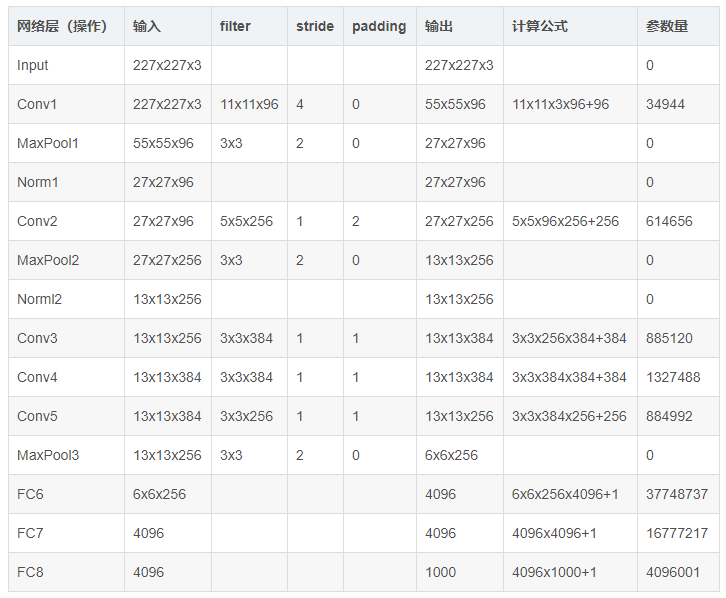 网络层（操作） 输入 filter stride padding 输出 计算公式 参数量
Input 227x227x3 227x227x3 0
Conv1 227x227x3 11x11x96 4 0 55x55x96 11x11x3x96+96 34944
MaxPool1 55x55x96 3x3 2 0 27x27x96 0
Norm1 27x27x96 27x27x96 0
Conv2 27x27x96 5x5x256 1 2 27x27x256 5x5x96x256+256 614656
MaxPool2 27x27x256 3x3 2 0 13x13x256 0
Norml2 13x13x256 13x13x256 0
Conv3 13x13x256 3x3x384 1 1 13x13x384 3x3x256x384+384 885120
Conv4 13x13x384 3x3x384 1 1 13x13x384 3x3x384x384+384 1327488
Conv5 13x13x384 3x3x256 1 1 13x13x256 3x3x384x256+256 884992
MaxPool3 13x13x256 3x3 2 0 6x6x256 0
FC6 6x6x256 4096 6x6x256x4096+1 37748737
FC7 4096 4096 4096x4096+1 16777217
FC8 4096 1000 4096x1000+1 4096001